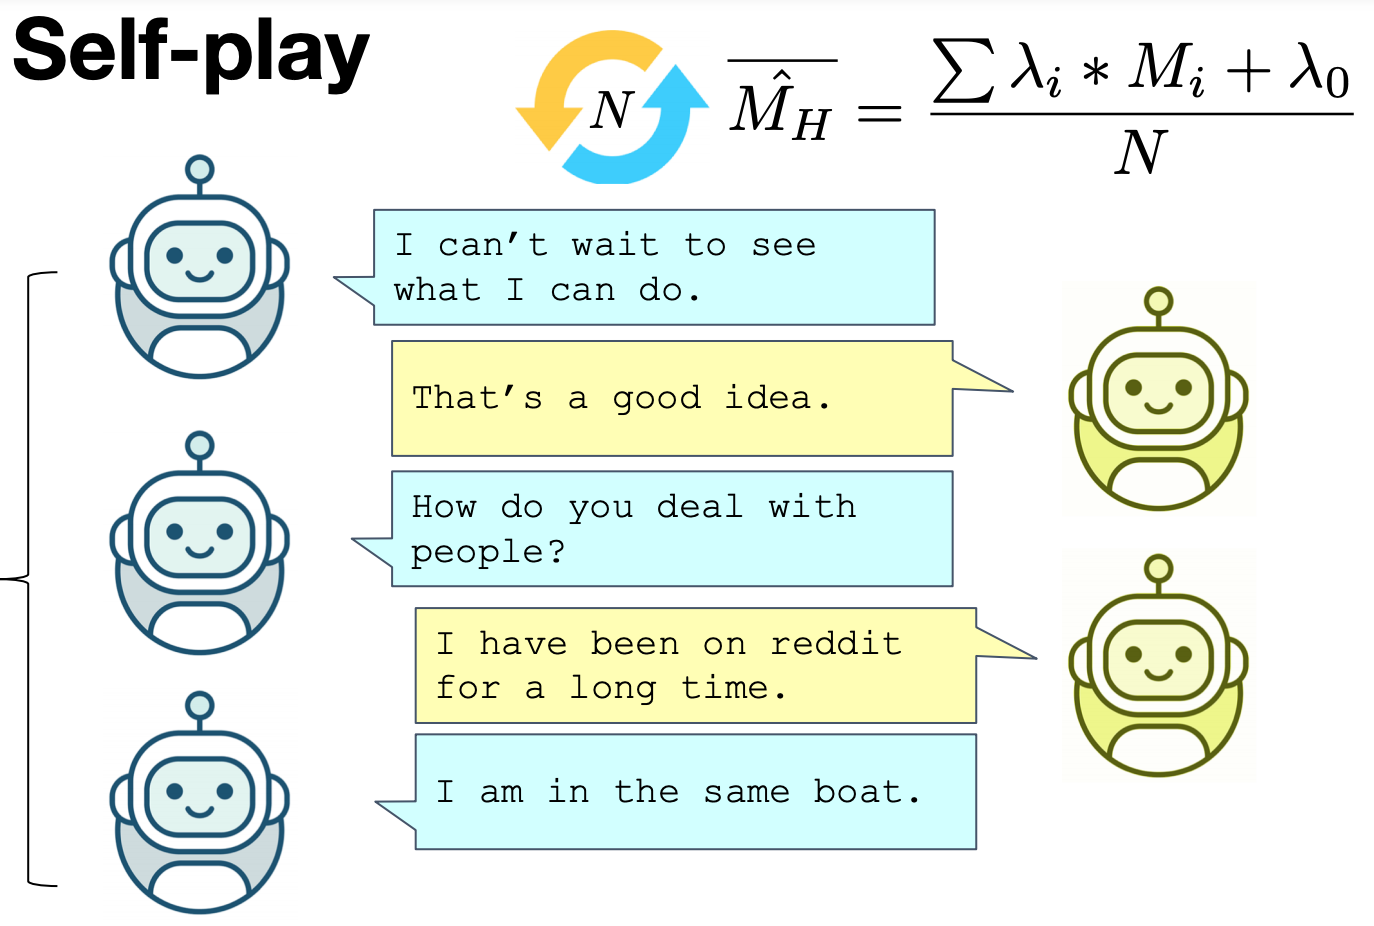 Self-play
N
$\overline{\hat{M}_H} = \frac{\sum \lambda_i * M_i + \lambda_0}{N}$
I can’t wait to see
what I can do.
That’s a good idea.
How do you deal with
people?
I have been on reddit
for a long time.
I am in the same boat.